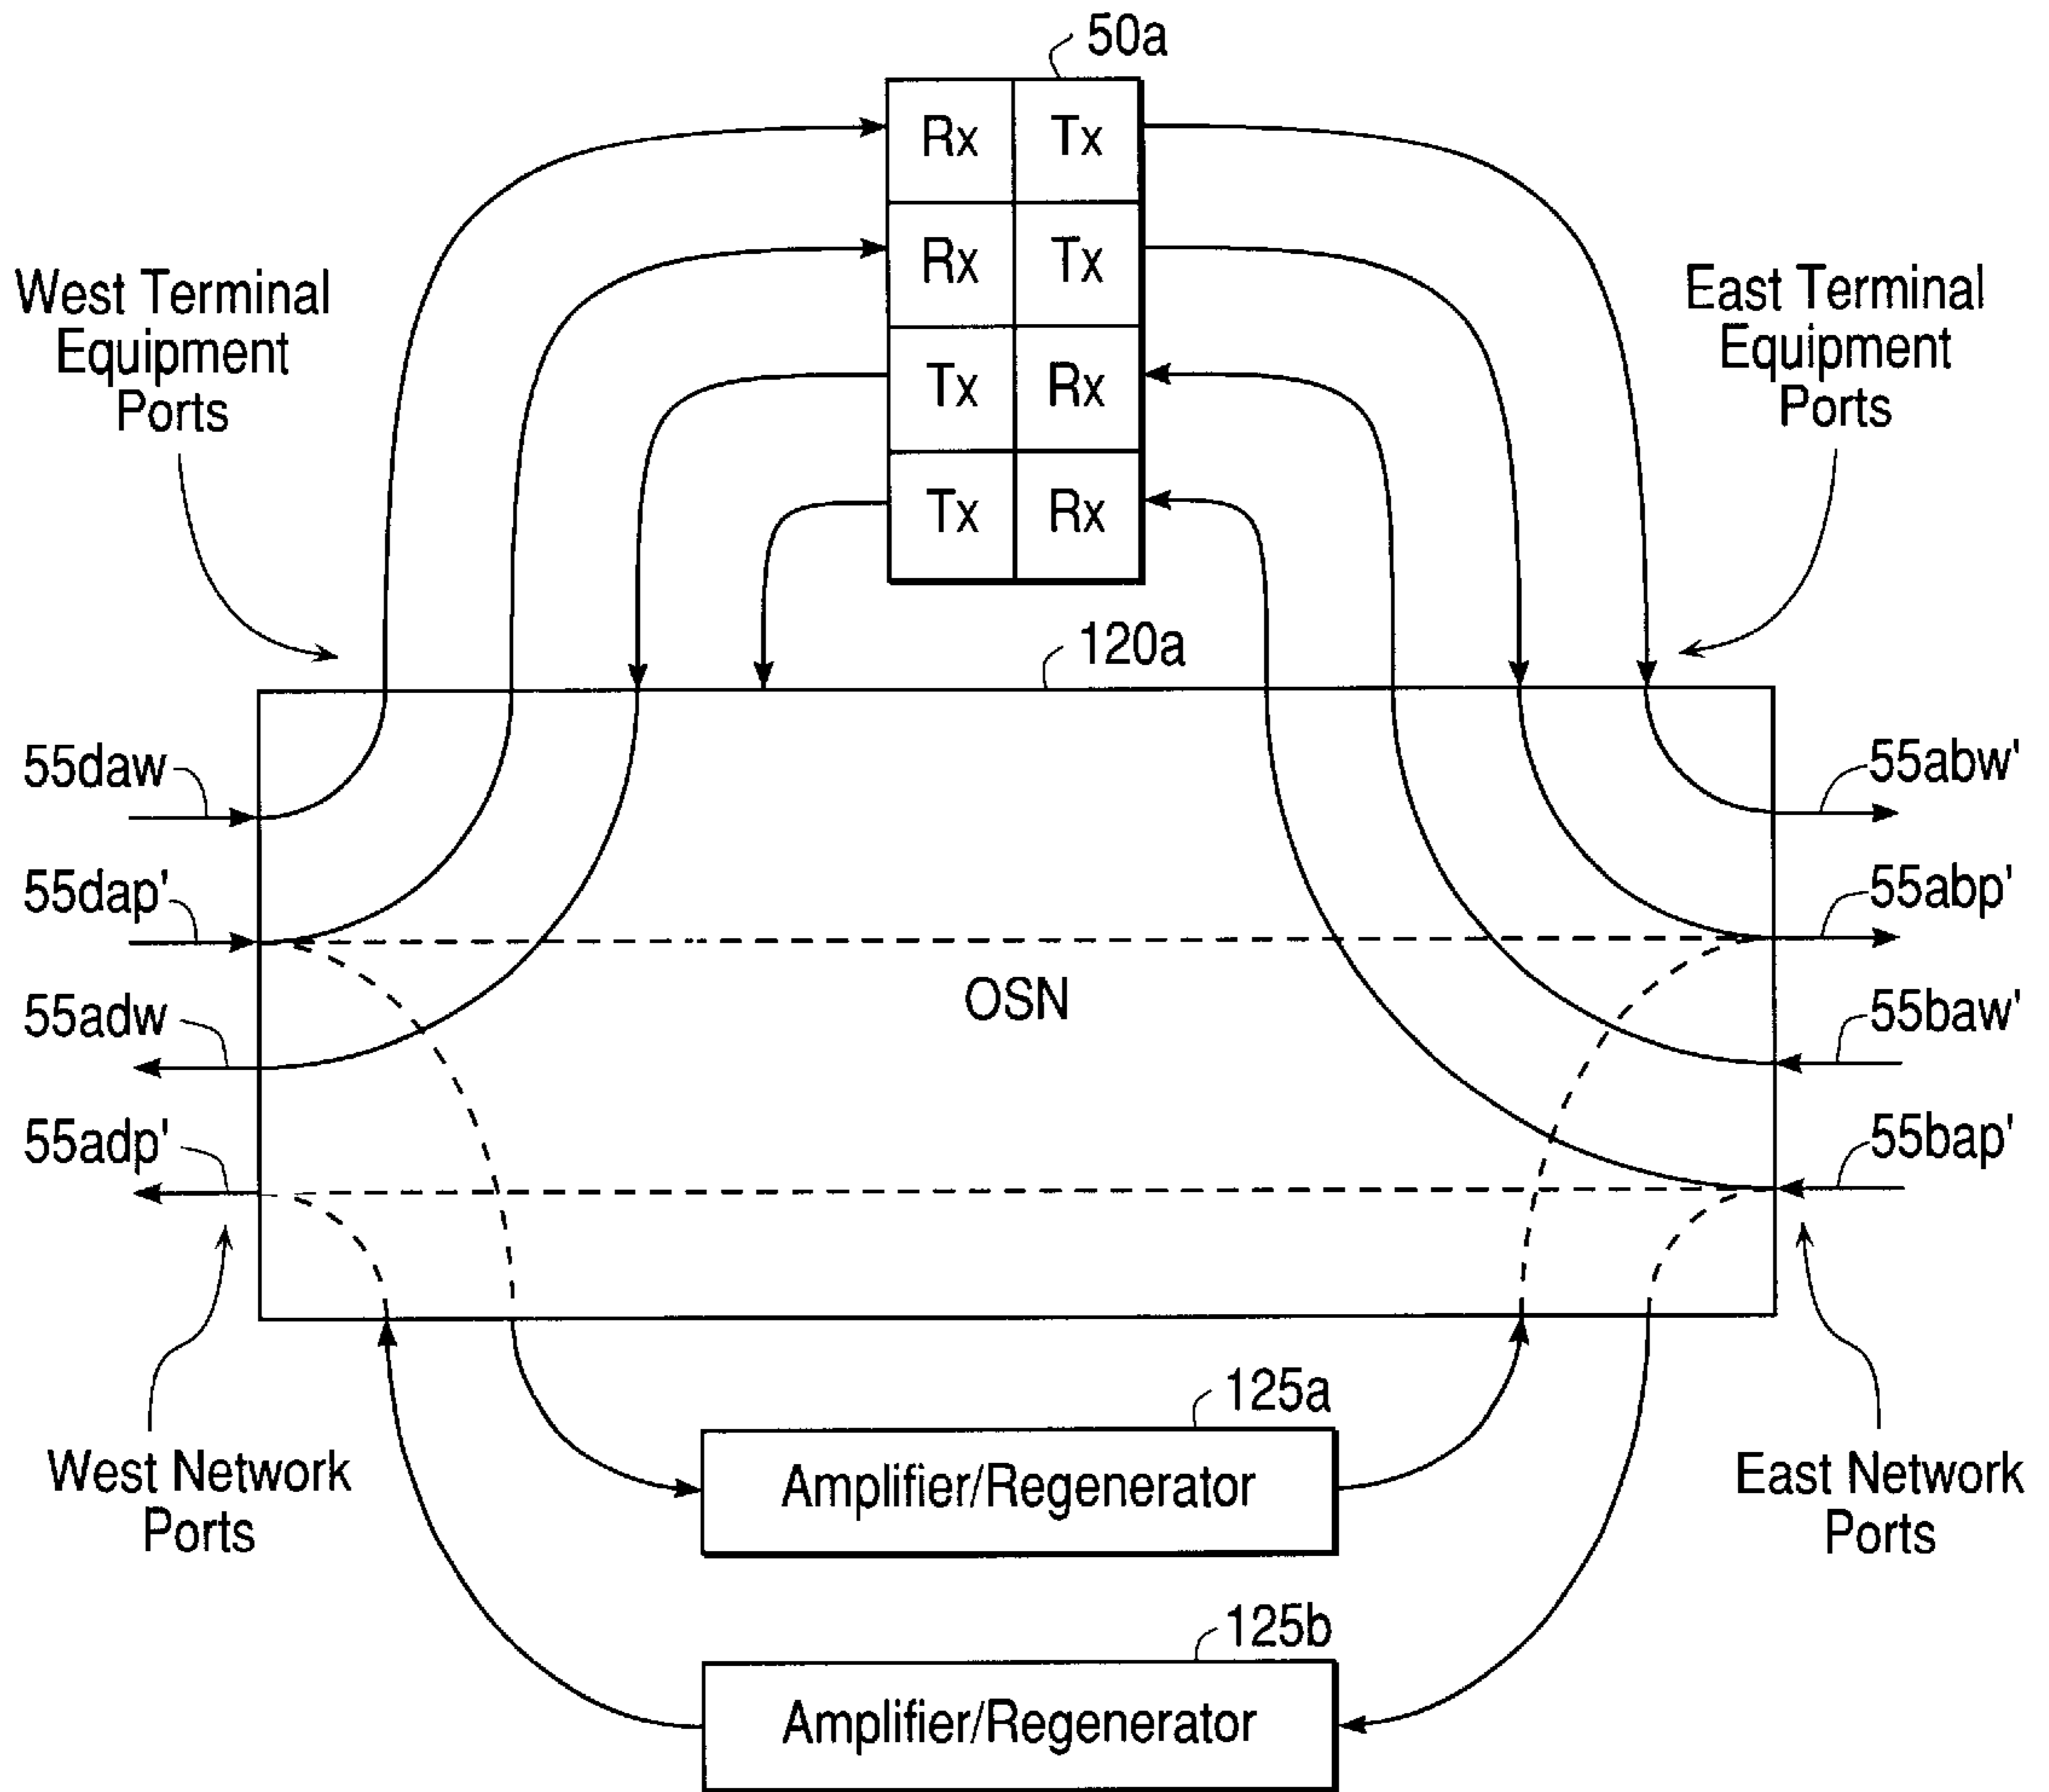 50a
Rx Tx
Rx Tx
Tx Rx
Tx Rx
West Terminal
Equipment
Ports
East Terminal
Equipment
Ports
120a
55daw
55dap'
55adw
55adp'
OSN
55abw'
55abp'
55baw'
55bap'
West Network
Ports
East Network
Ports
125a
Amplifier/Regenerator
125b
Amplifier/Regenerator